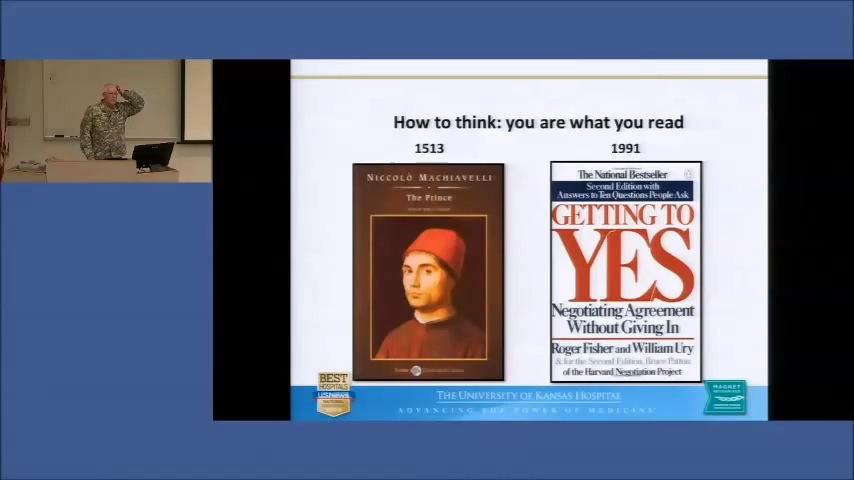 How to think: you are what you read
1513
1991
NICCOLÒ MACHIAVELLI
The Prince
The National Bestseller
Second Edition with
Answers to Ten Questions People Ask
GETTING TO
YES
Negotiating Agreement
Without Giving In
Roger Fisher and William Ury
& for the Second Edition, Bruce Patton
of the Harvard Negotiation Project
BEST
HOSPITALS
U.S.News
THE UNIVERSITY OF KANSAS HOSPITAL
ADVANCING THE POWER OF MEDICINE
MAGNET